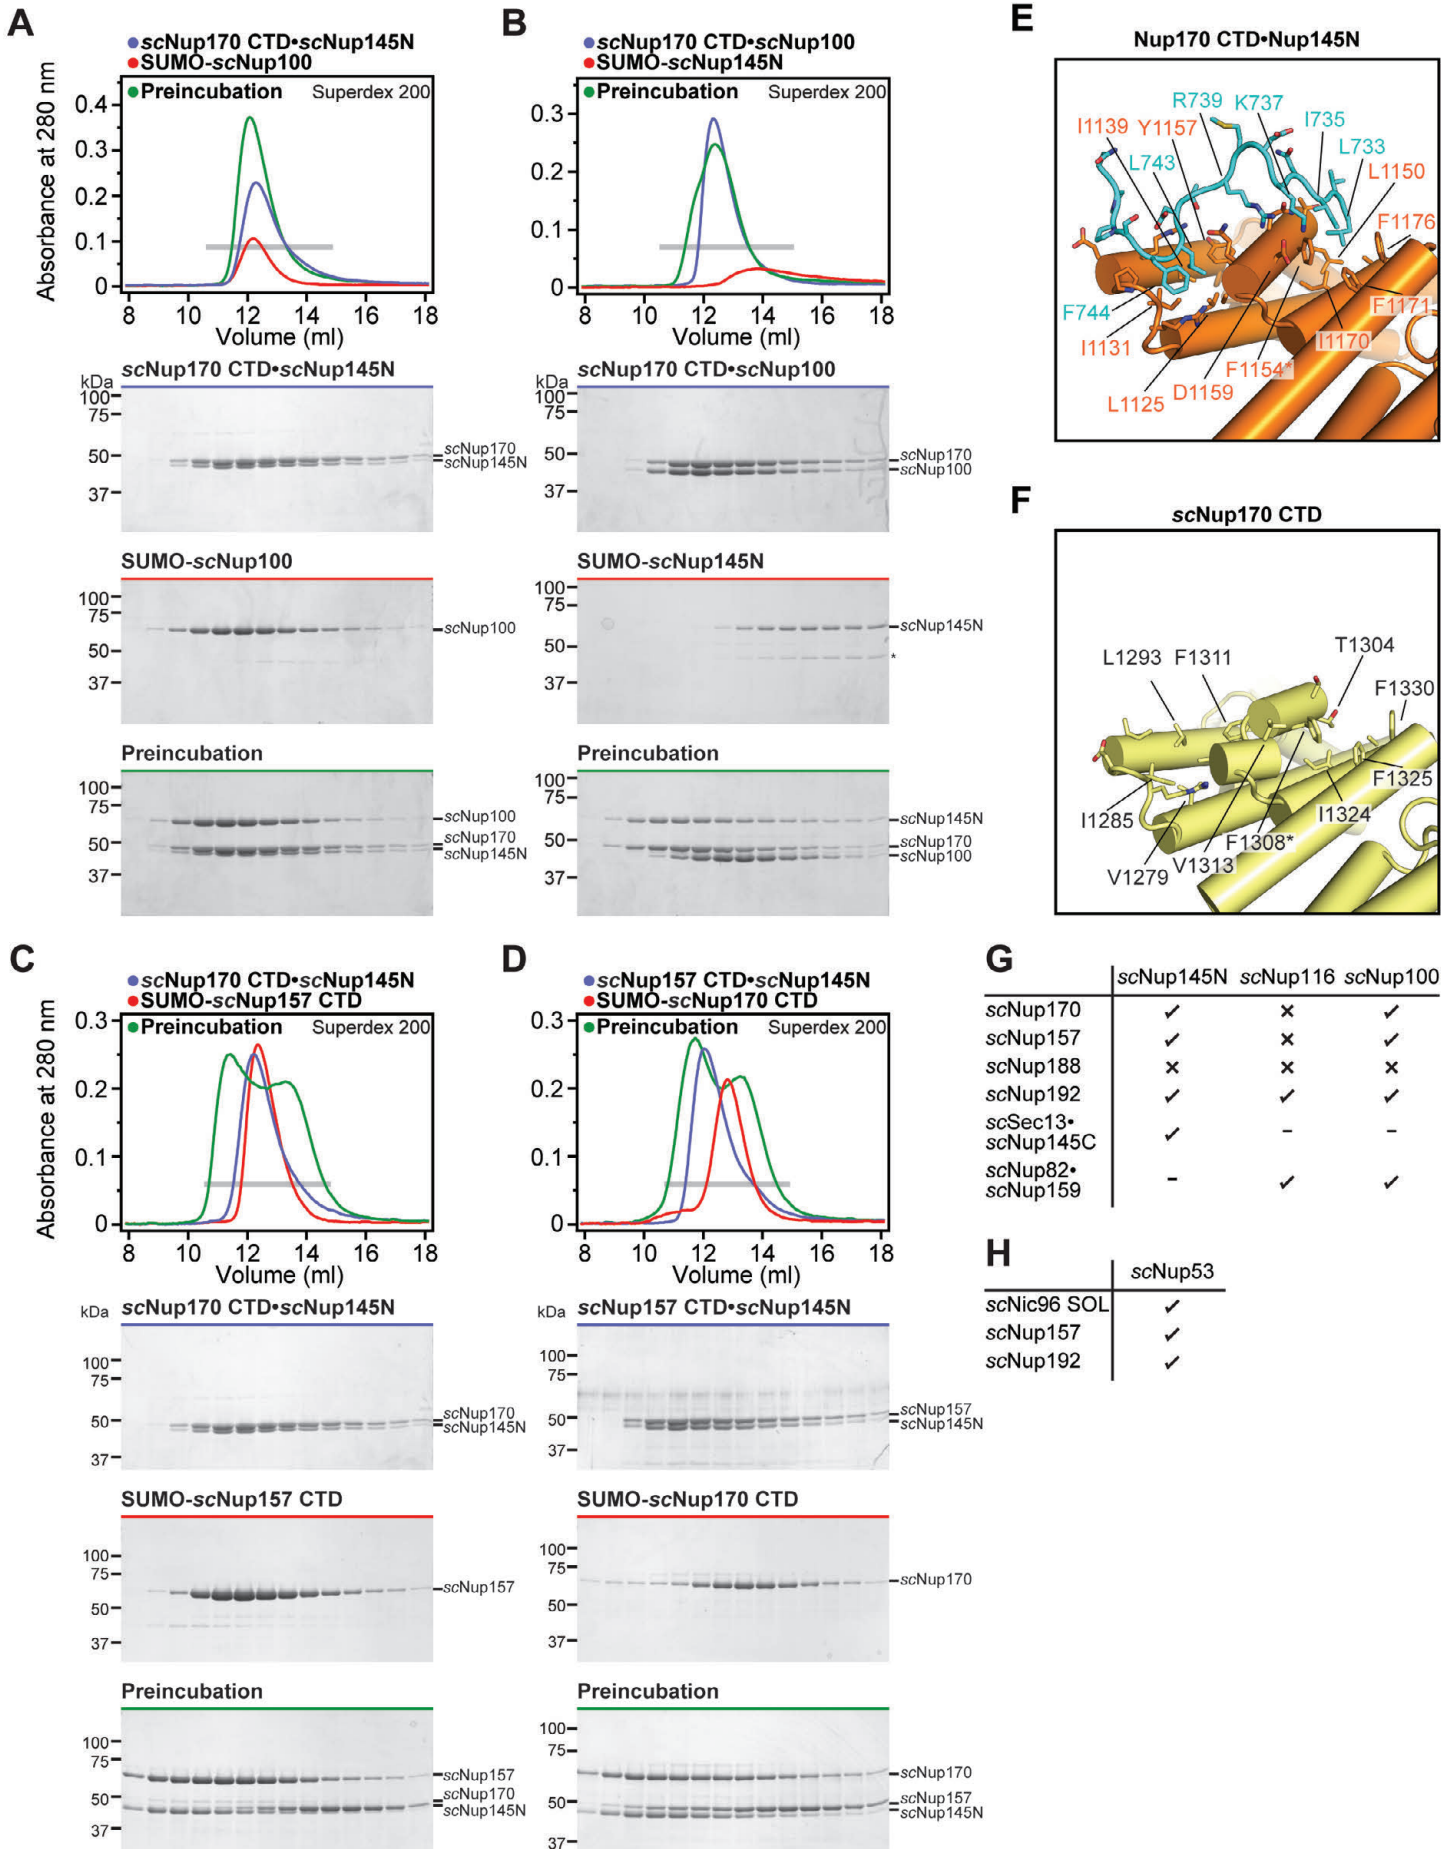 A
scNup170 CTD•scNup145N
SUMO-scNup100
Preincubation
Superdex 200
Absorbance at 280 nm
0.4
0.3
0.2
0.1
0
8 10 12 14 16 18
Volume (ml)
scNup170 CTD•scNup145N
kDa
100
75
50
37
scNup170
scNup145N
SUMO-scNup100
100
75
50
37
scNup100
Preincubation
100
75
50
37
scNup100
scNup170
scNup145N
B
scNup170 CTD•scNup100
SUMO-scNup145N
Preincubation
Superdex 200
0.3
0.2
0.1
0
8 10 12 14 16 18
Volume (ml)
scNup170 CTD•scNup100
kDa
100
75
50
37
scNup170
scNup100
SUMO-scNup145N
100
75
50
37
scNup145N
*
Preincubation
100
75
50
37
scNup145N
scNup170
scNup100
C
scNup170 CTD•scNup145N
SUMO-scNup157 CTD
Preincubation
Superdex 200
Absorbance at 280 nm
0.3
0.2
0.1
0
8 10 12 14 16 18
Volume (ml)
scNup170 CTD•scNup145N
kDa
100
75
50
37
scNup170
scNup145N
SUMO-scNup157 CTD
100
75
50
37
scNup157
Preincubation
100
75
50
37
scNup157
scNup170
scNup145N
D
scNup157 CTD•scNup145N
SUMO-scNup170 CTD
Preincubation
Superdex 200
0.3
0.2
0.1
0
8 10 12 14 16 18
Volume (ml)
scNup157 CTD•scNup145N
kDa
100
75
50
37
scNup157
scNup145N
SUMO-scNup170 CTD
100
75
50
37
scNup170
Preincubation
100
75
50
37
scNup170
scNup157
scNup145N
E
Nup170 CTD•Nup145N
R739 K737
I1139 Y1157 I735
L743 L733
L1150
F1176
F744
F1171
I1131 I1170
F1154*
L1125 D1159
F
scNup170 CTD
L1293 F1311 T1304
F1330
F1325
I1285 I1324
F1308*
V1279 V1313
G
scNup145N scNup116 scNup100
scNup170 ✓ × ✓
scNup157 ✓ × ✓
scNup188 × × ×
scNup192 ✓ ✓ ✓
scSec13•
scNup145C ✓ – –
scNup82•
scNup159 – ✓ ✓
H
scNup53
scNic96 SOL ✓
scNup157 ✓
scNup192 ✓